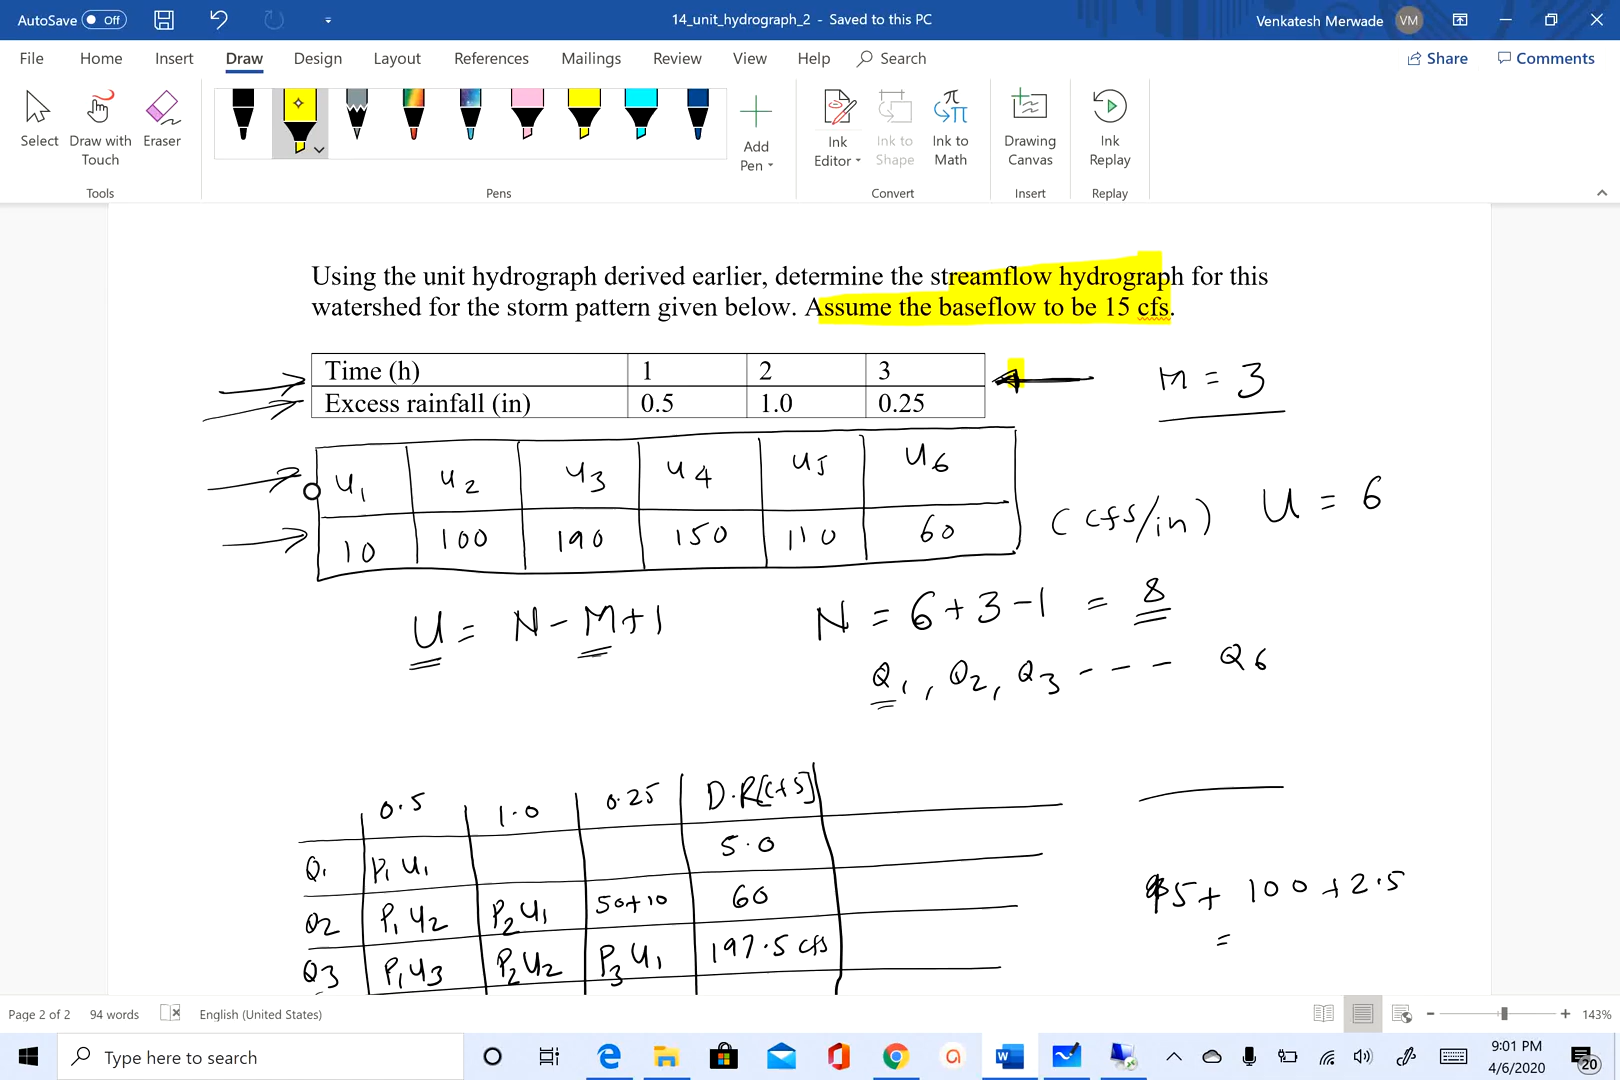 AutoSave Off
14_unit_hydrograph_2 - Saved to this PC
Venkatesh Merwade VM
File Home Insert Draw Design Layout References Mailings Review View Help Search
Share Comments
Select Draw with Touch Eraser
Add Pen
Ink Editor Ink to Shape Ink to Math
Drawing Canvas
Ink Replay
Tools Pens Convert Insert Replay
Using the unit hydrograph derived earlier, determine the streamflow hydrograph for this
watershed for the storm pattern given below. Assume the baseflow to be 15 cfs.
Time (h) 1 2 3
Excess rainfall (in) 0.5 1.0 0.25
M = 3
U1 U2 U3 U4 U5 U6
10 100 190 150 110 60
(cfs/in) U = 6
U = N - M + 1
N = 6 + 3 - 1 = 8
Q1, Q2, Q3 - - - Q6
0.5 1.0 0.25 D.R[cfs]
Q1 P1 U1 5.0
Q2 P1 U2 P2 U1 50+10 60
Q3 P1 U3 P2 U2 P3 U1 197.5 cfs
95 + 100 + 2.5
=
Page 2 of 2 94 words English (United States) 143%
Type here to search
9:01 PM
4/6/2020
20